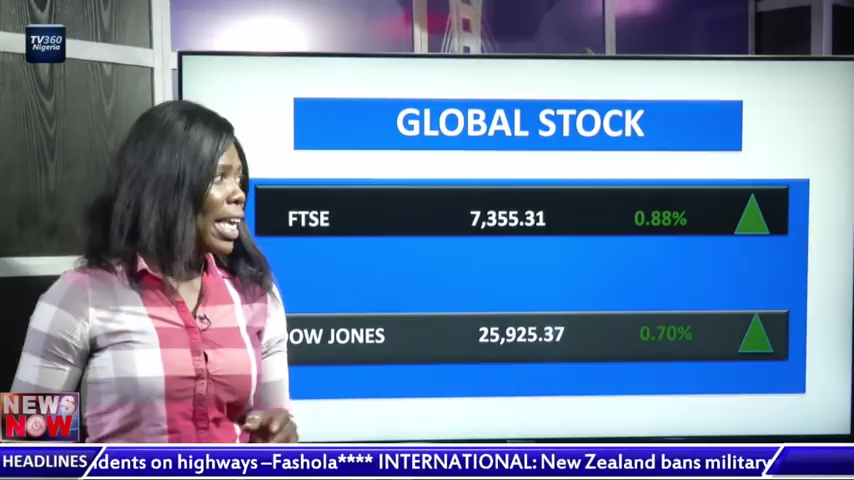 TV360
Nigeria
GLOBAL STOCK
FTSE 7,355.31 0.88%
OW JONES 25,925.37 0.70%
NEWS
NOW
HEADLINES idents on highways –Fashola**** INTERNATIONAL: New Zealand bans military